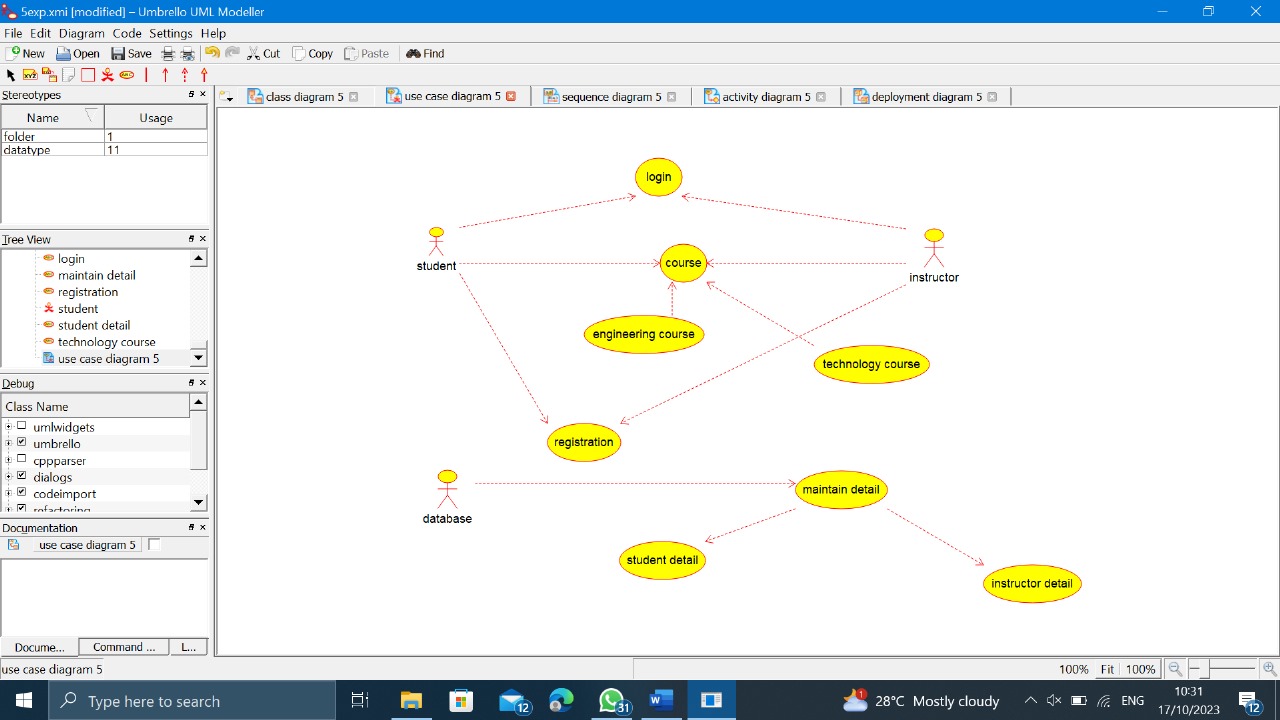 5exp.xmi [modified] – Umbrello UML Modeller
File Edit Diagram Code Settings Help
New Open Save Cut Copy Paste Find
Stereotypes
Name Usage
folder 1
datatype 11
Tree View
login
maintain detail
registration
student
student detail
technology course
use case diagram 5
Debug
Class Name
umlwidgets
umbrello
cppparser
dialogs
codeimport
refactoring
Documentation
use case diagram 5
Docume... Command ... L...
class diagram 5 use case diagram 5 sequence diagram 5 activity diagram 5 deployment diagram 5
login
student
course
instructor
engineering course
technology course
registration
database
maintain detail
student detail
instructor detail
use case diagram 5
100% Fit 100%
Type here to search
12
31
1
28°C Mostly cloudy
ENG
10:31
17/10/2023
12